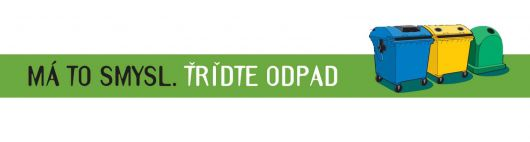 MÁ TO SMYSL. TŘIĎTE ODPAD